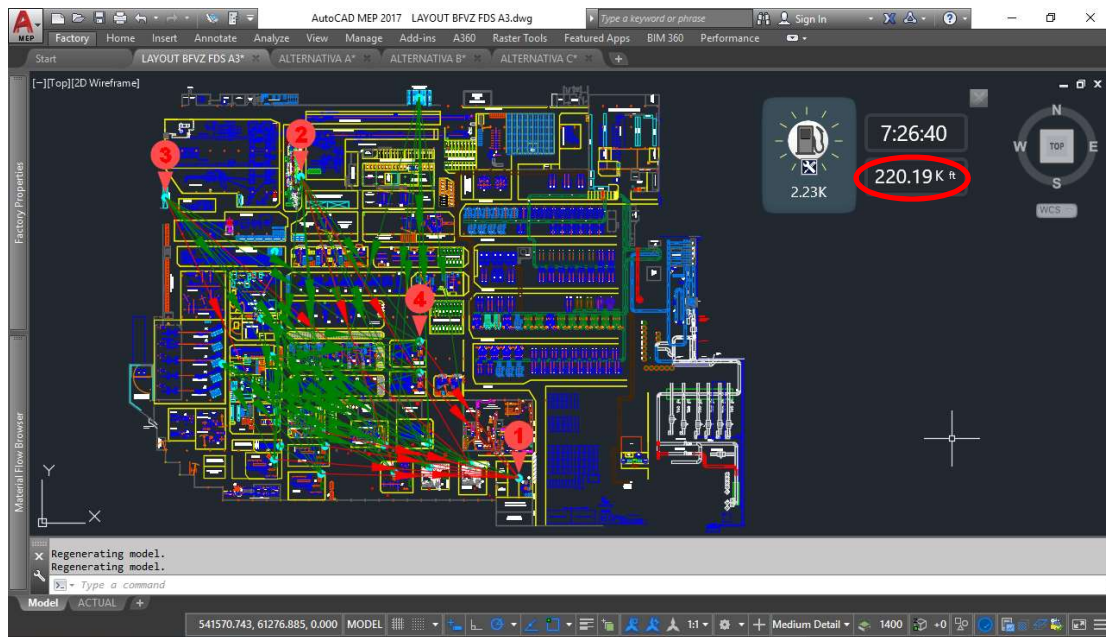 AutoCAD MEP 2017 LAYOUT BFVZ FDS A3.dwg
Type a keyword or phrase
Sign In
MEP
Factory Home Insert Annotate Analyze View Manage Add-ins A360 Raster Tools Featured Apps BIM 360 Performance
Start LAYOUT BFVZ FDS A3* ALTERNATIVA A* ALTERNATIVA B* ALTERNATIVA C*
[−][Top][2D Wireframe]
N
W TOP E
S
WCS
7:26:40
220.19 K ft
2.23K
3
2
4
1
Factory Properties
Material Flow Browser
Y
X
Regenerating model.
Regenerating model.
Type a command
Model ACTUAL +
541570.743, 61276.885, 0.000 MODEL 1:1 Medium Detail 1400 +0